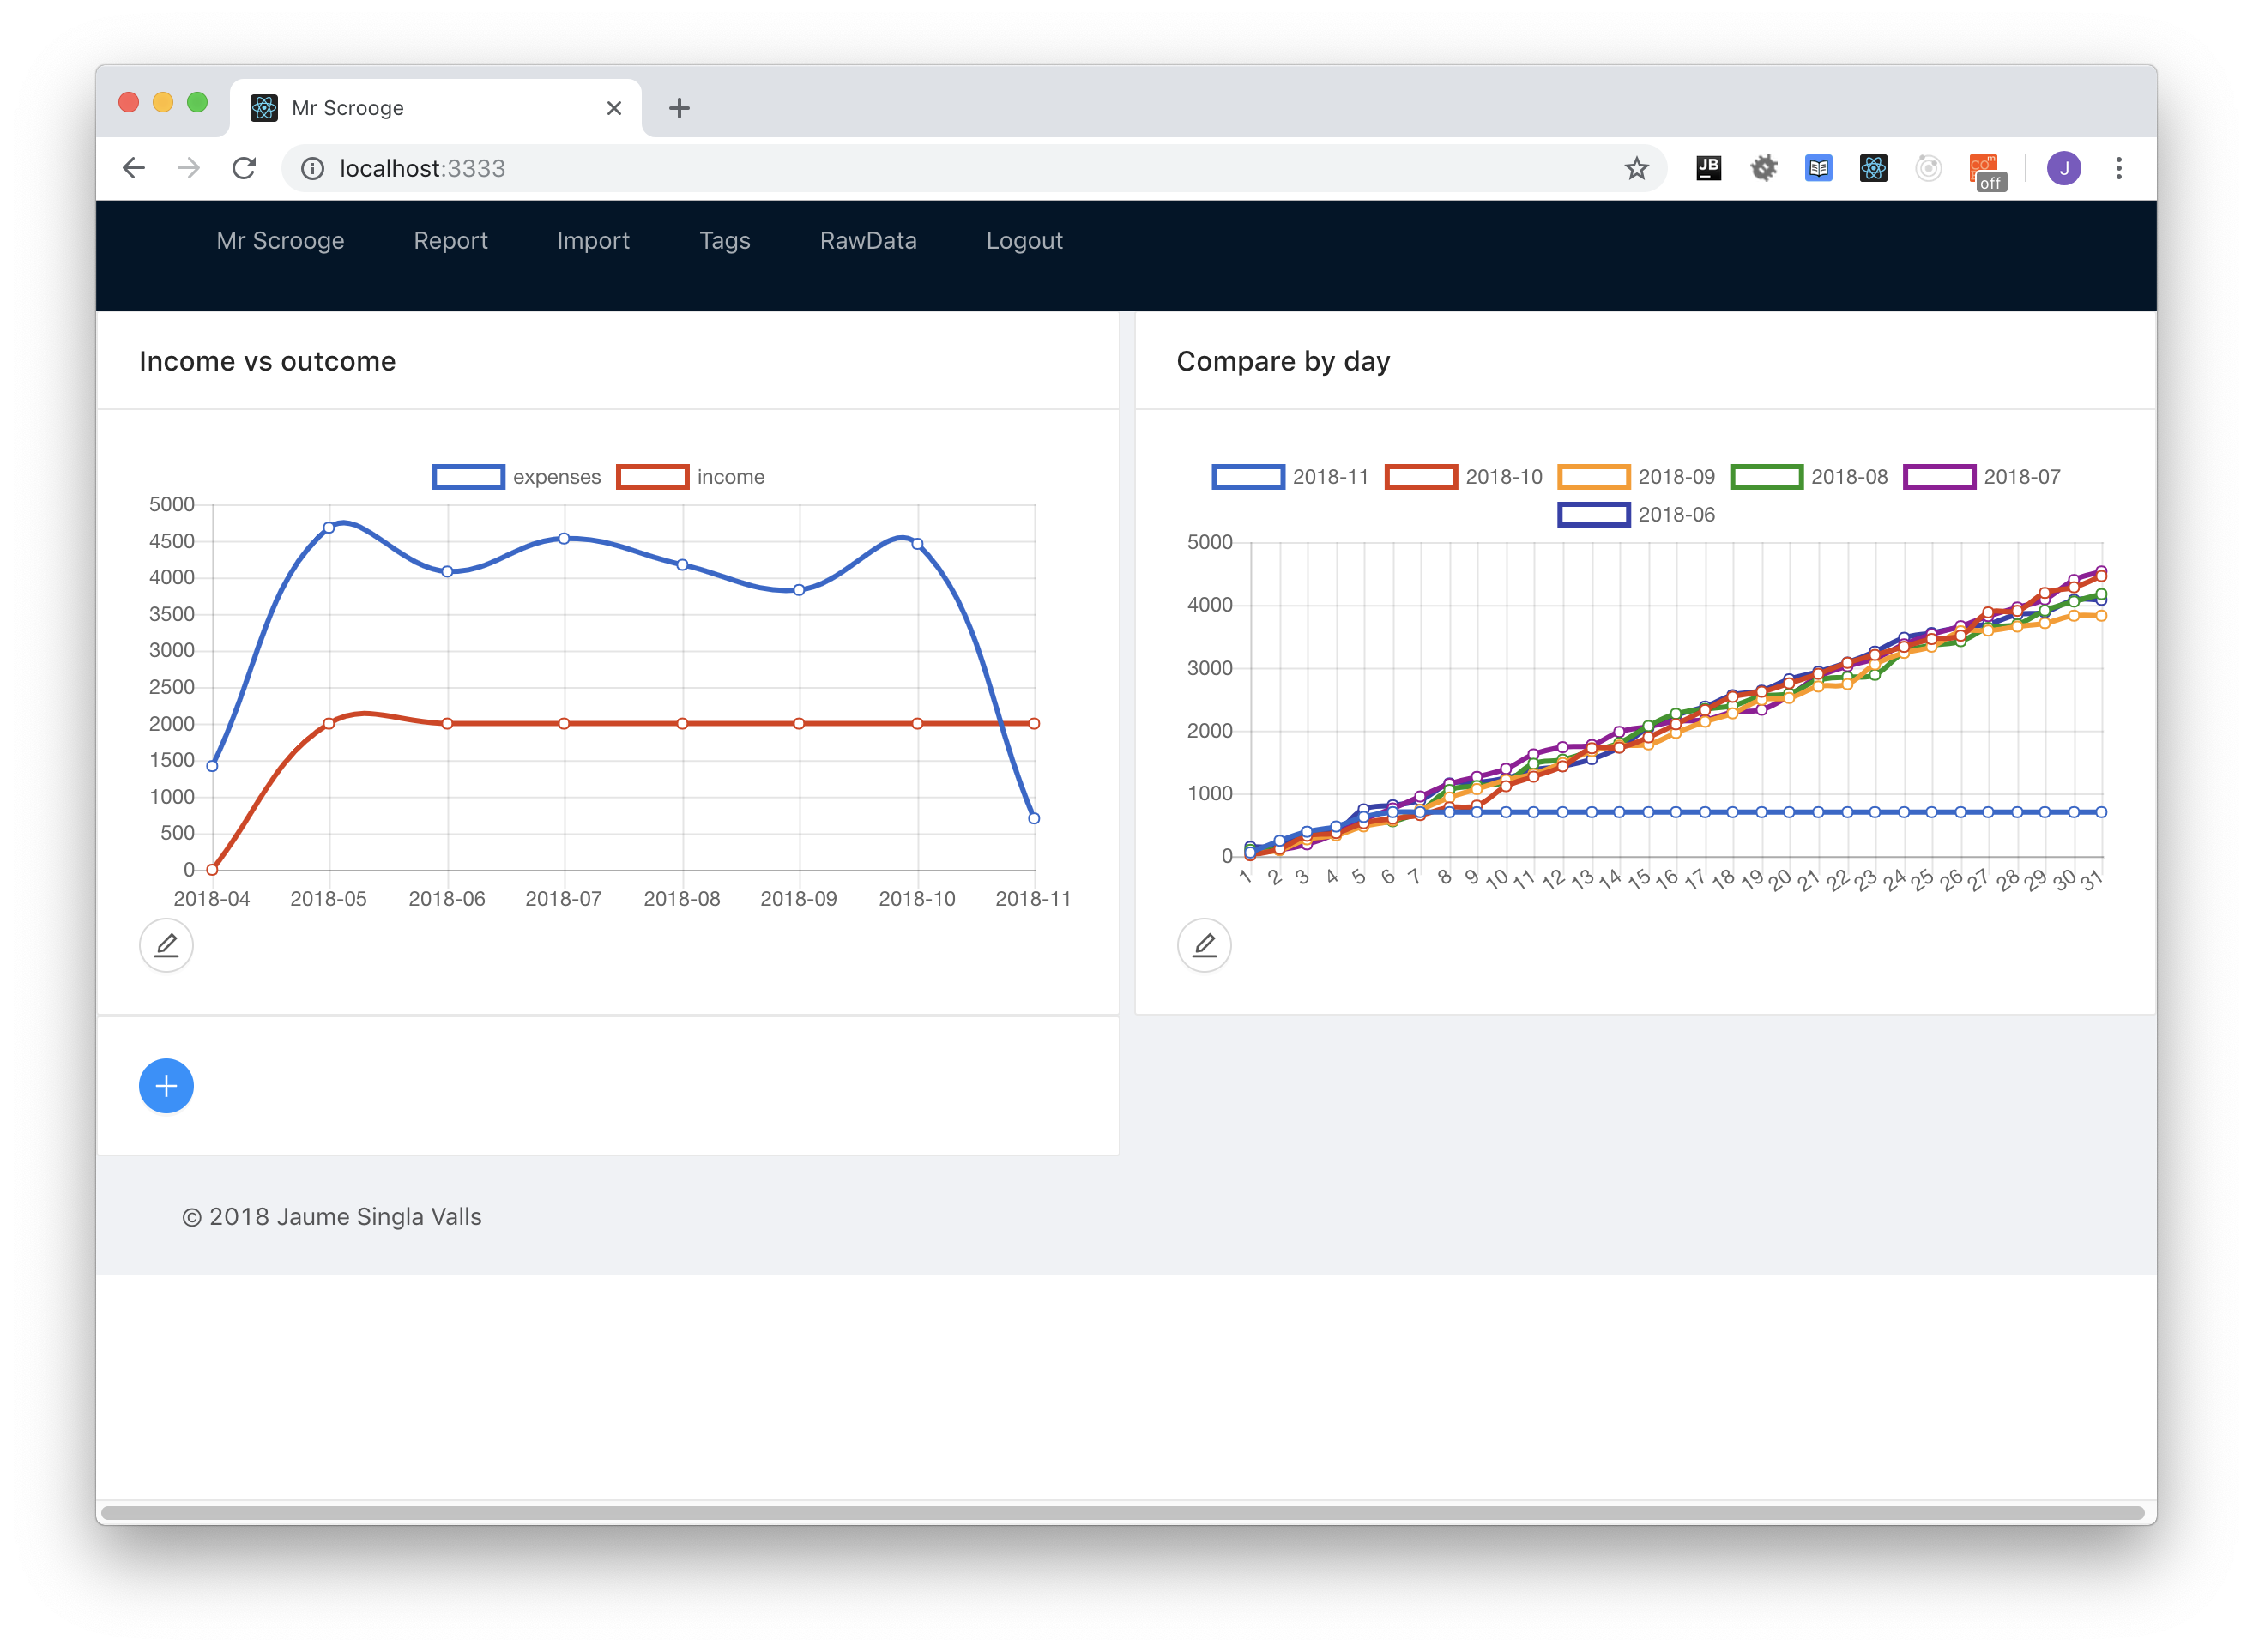 Mr Scrooge
localhost:3333
JB
off
J
Mr Scrooge Report Import Tags RawData Logout
Income vs outcome
expenses income
5000
4500
4000
3500
3000
2500
2000
1500
1000
500
0
2018-04 2018-05 2018-06 2018-07 2018-08 2018-09 2018-10 2018-11
Compare by day
2018-11 2018-10 2018-09 2018-08 2018-07
2018-06
5000
4000
3000
2000
1000
0
1 2 3 4 5 6 7 8 9 10 11 12 13 14 15 16 17 18 19 20 21 22 23 24 25 26 27 28 29 30 31
© 2018 Jaume Singla Valls